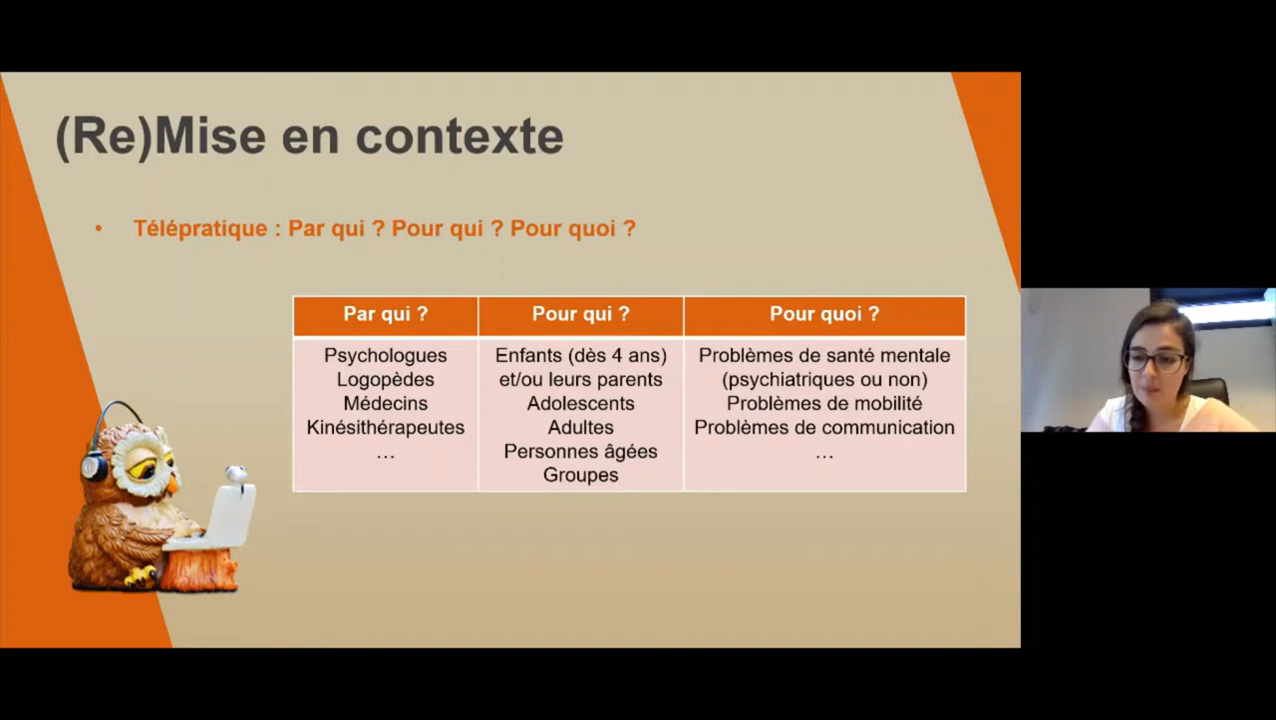 (Re)Mise en contexte
• Télépratique : Par qui ? Pour qui ? Pour quoi ?
Par qui ?
Psychologues
Logopèdes
Médecins
Kinésithérapeutes
…
Pour qui ?
Enfants (dès 4 ans)
et/ou leurs parents
Adolescents
Adultes
Personnes âgées
Groupes
Pour quoi ?
Problèmes de santé mentale
(psychiatriques ou non)
Problèmes de mobilité
Problèmes de communication
…